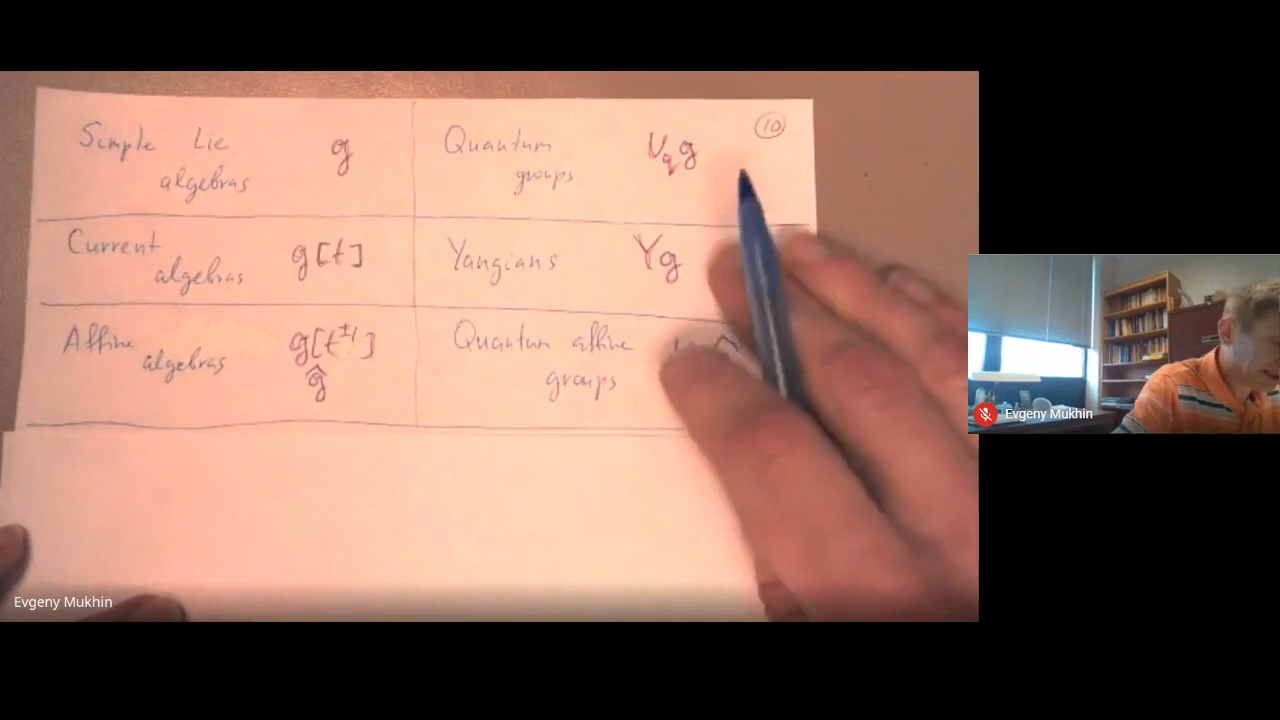 ⑩
Simple Lie algebras g
Quantum groups U_q g
Current algebras g[t]
Yangians Yg
Affine algebras g[t^±1]
ĝ
Quantum affine groups
Evgeny Mukhin
Evgeny Mukhin